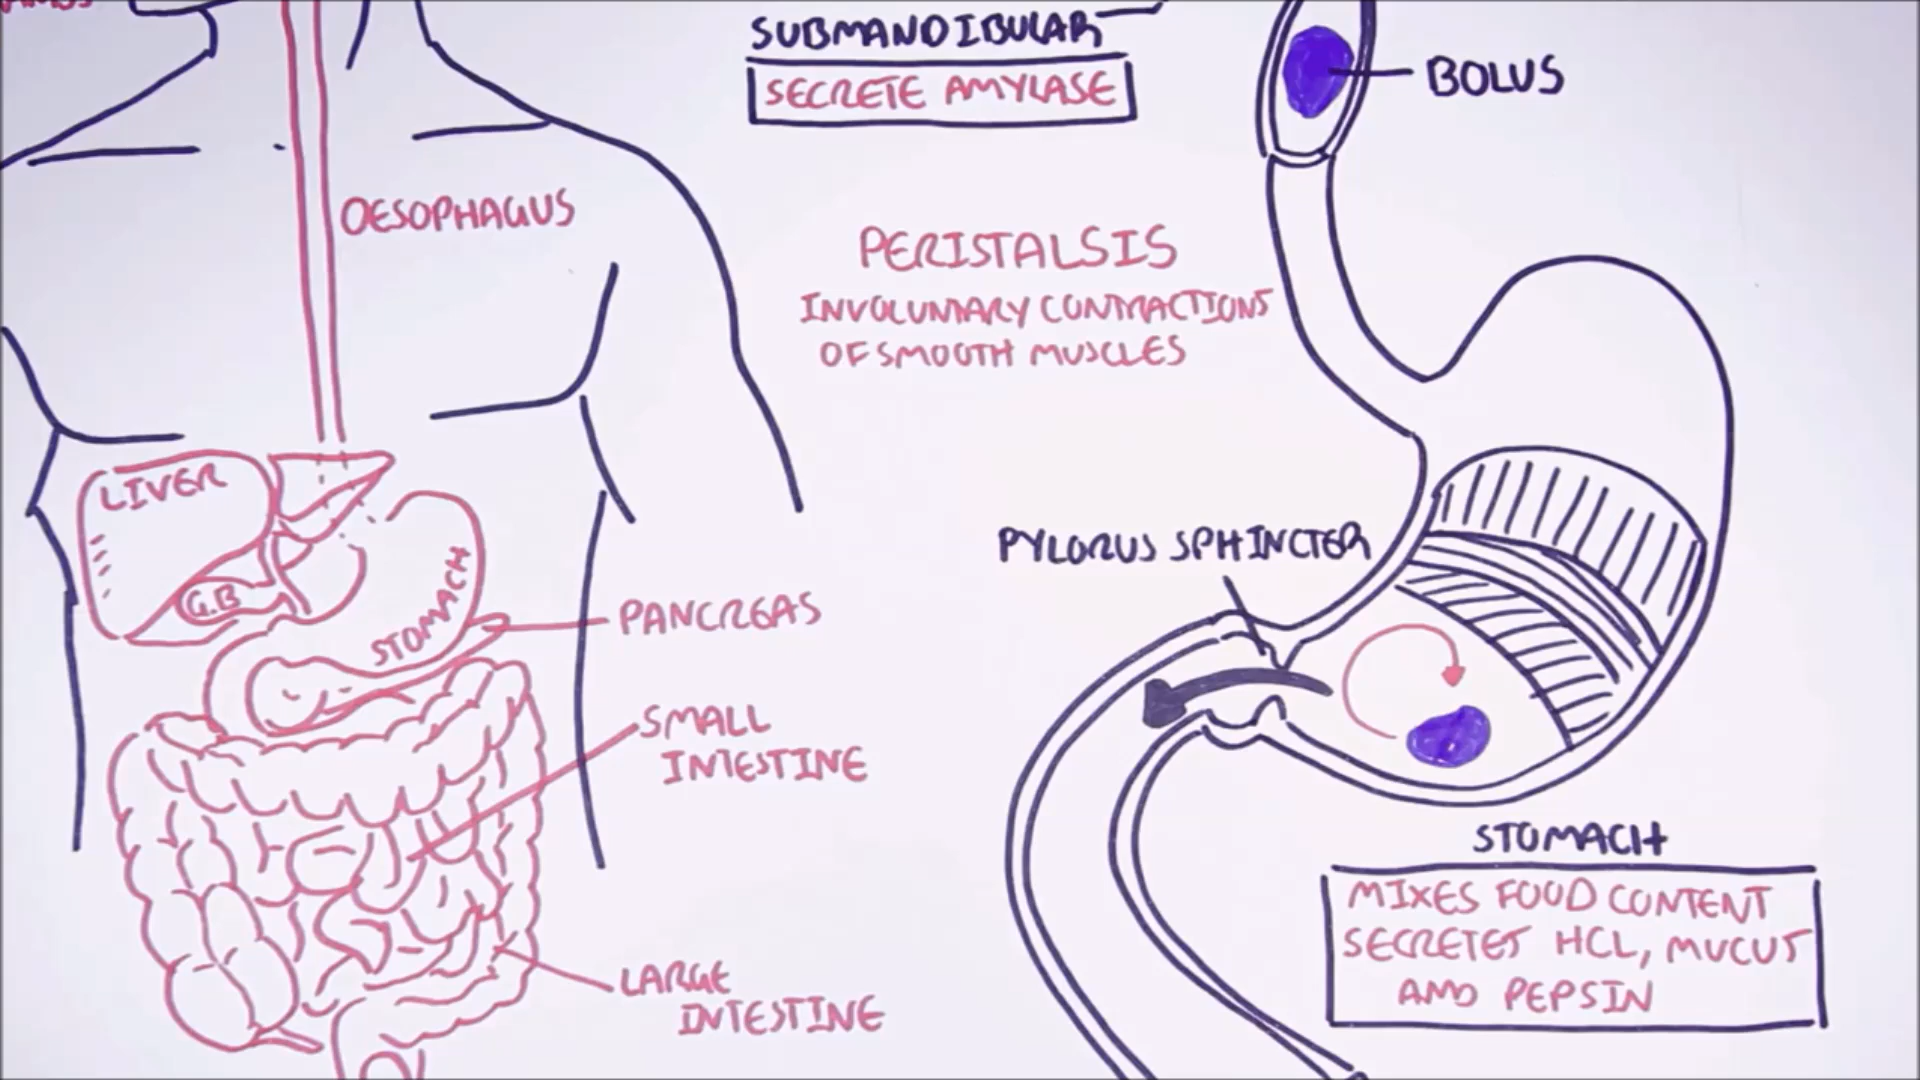 SUBMANDIBULAR
SECRETE AMYLASE
BOLUS
OESOPHAGUS
PERISTALSIS
INVOLUNTARY CONTRACTIONS
OF SMOOTH MUSCLES
LIVER
G.B
STOMACH
PANCREAS
SMALL
INTESTINE
LARGE
INTESTINE
PYLORUS SPHINCTER
STOMACH
MIXES FOOD CONTENT
SECRETES HCL, MUCUS
AND PEPSIN